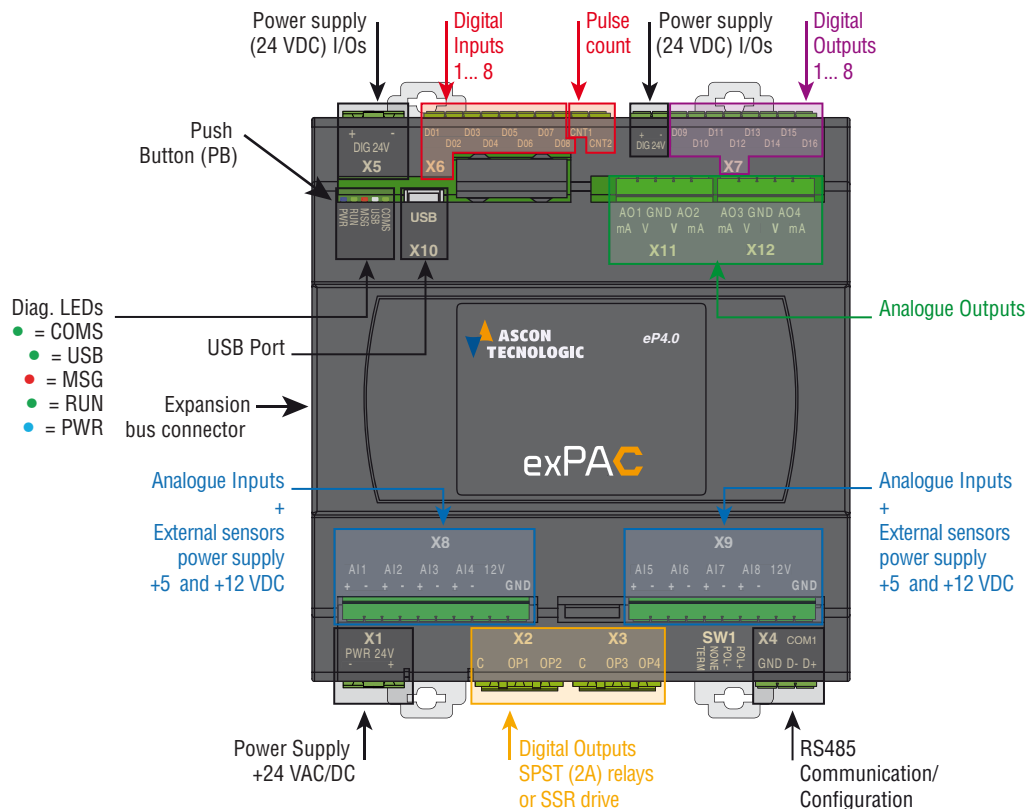 Power supply
(24 VDC) I/Os
Digital
Inputs
1... 8
Pulse
count
Power supply
(24 VDC) I/Os
Digital
Outputs
1... 8
Push
Button (PB)
+ -
DIG 24V
X5
D01 D03 D05 D07
D02 D04 D06 D08
X6
CNT1
CNT2
+ -
DIG 24V
D09 D11 D13 D15
D10 D12 D14 D16
X7
PWR
RUN
MSG
USB
COMS
USB
X10
AO1 GND AO2
mA V V mA
X11
AO3 GND AO4
mA V V mA
X12
Diag. LEDs
= COMS
= USB
= MSG
= RUN
= PWR
USB Port
Analogue Outputs
ASCON
TECNOLOGIC
eP4.0
Expansion
bus connector
exPAC
Analogue Inputs
+
External sensors
power supply
+5 and +12 VDC
Analogue Inputs
+
External sensors
power supply
+5 and +12 VDC
X8
AI1 AI2 AI3 AI4 12V
+ - + - + - + - GND
X9
AI5 AI6 AI7 AI8 12V
+ - + - + - + - GND
X1
PWR 24V
- +
X2
C OP1 OP2
X3
C OP3 OP4
SW1
TERM
NONE
POL-
POL+
X4 COM1
GND D- D+
Power Supply
+24 VAC/DC
Digital Outputs
SPST (2A) relays
or SSR drive
RS485
Communication/
Configuration